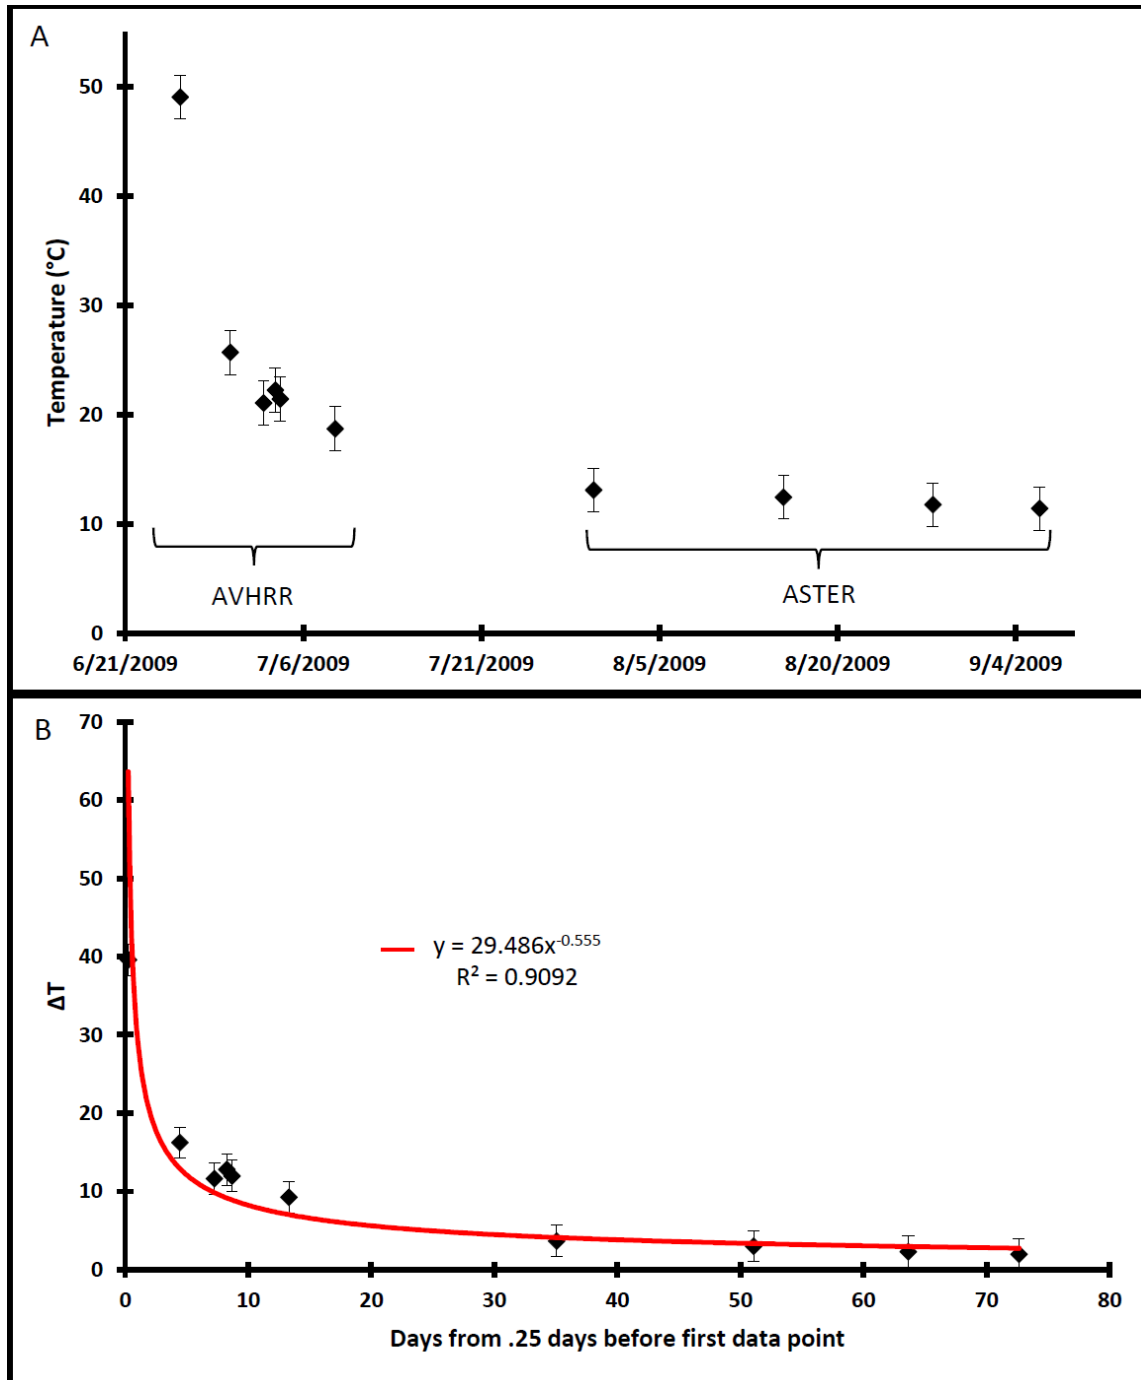 A
50
40
30
20
10
0
Temperature (°C)
AVHRR
ASTER
6/21/2009 7/6/2009 7/21/2009 8/5/2009 8/20/2009 9/4/2009
B
70
60
50
40
30
20
10
0
ΔT
y = 29.486x^-0.555
R² = 0.9092
0 10 20 30 40 50 60 70 80
Days from .25 days before first data point